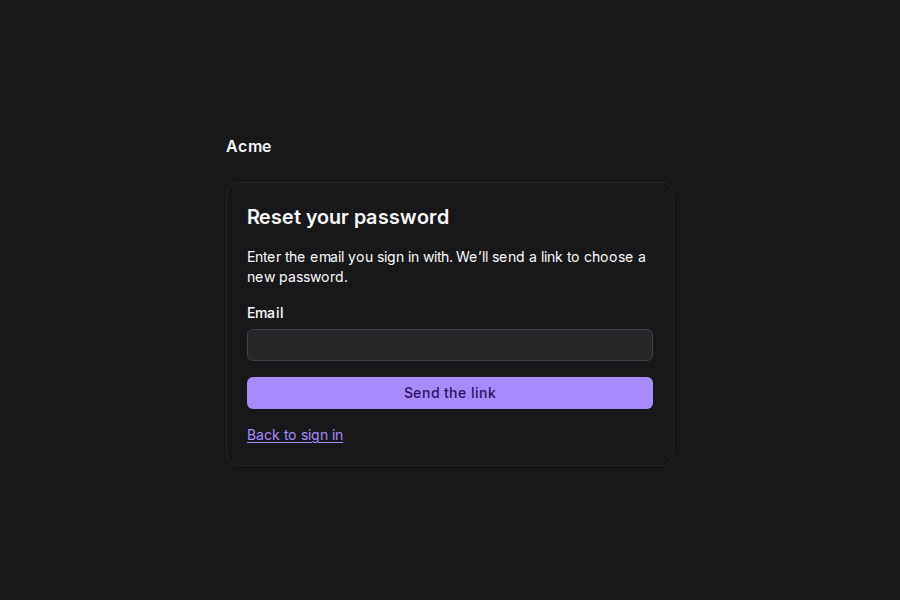 Acme
Reset your password
Enter the email you sign in with. We’ll send a link to choose a
new password.
Email
Send the link
Back to sign in